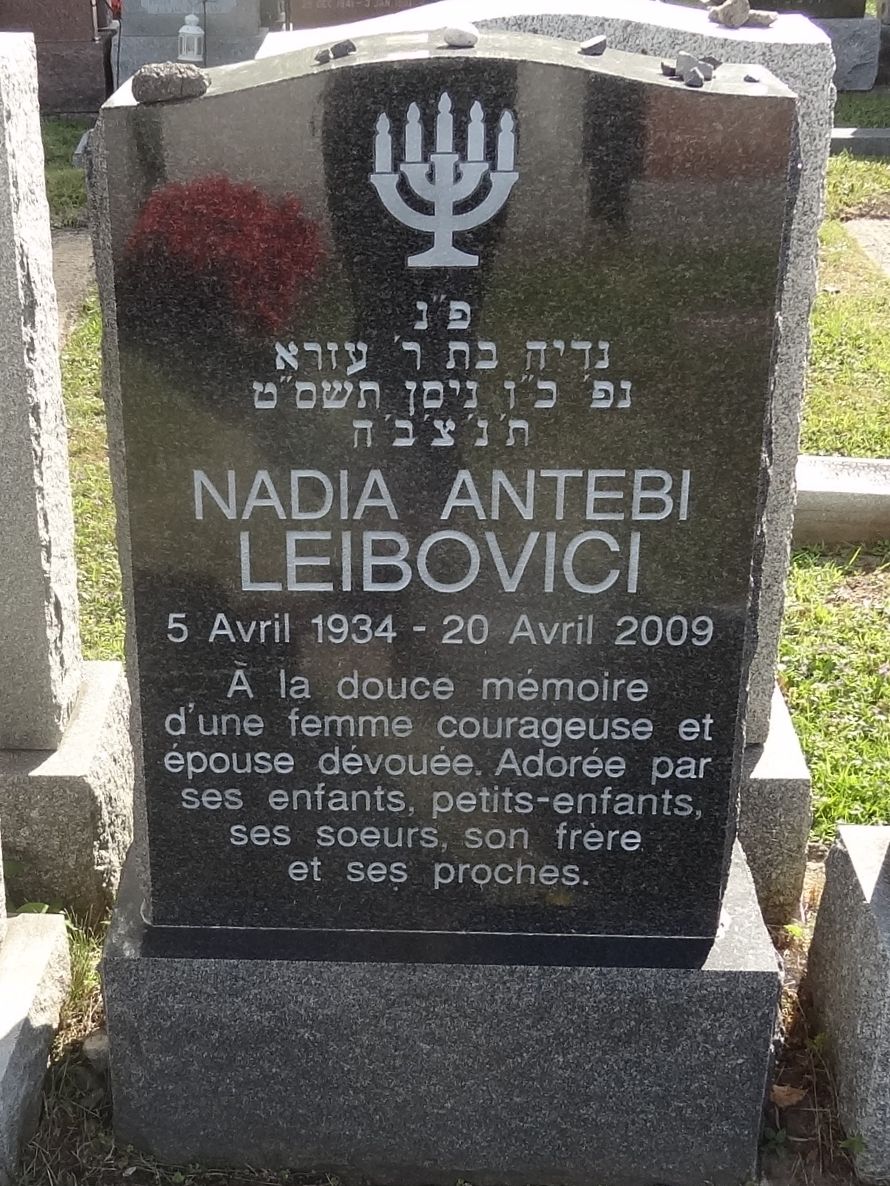 פ״נ
נדיה בת ר׳ עזרא
נפ׳ כ״ו ניסן תשס״ט
ת׳נ׳צ׳ב׳ה
NADIA ANTEBI
LEIBOVICI
5 Avril 1934 - 20 Avril 2009
À la douce mémoire
d'une femme courageuse et
épouse dévouée. Adorée par
ses enfants, petits-enfants,
ses soeurs, son frère
et ses proches.